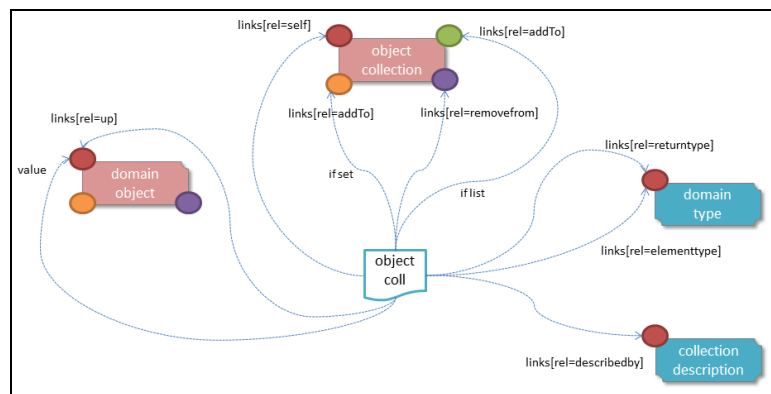 links[rel=self]
links[rel=addTo]
object
collection
links[rel=addTo]
links[rel=removefrom]
links[rel=up]
value
domain
object
if set
if list
links[rel=returntype]
domain
type
links[rel=elementtype]
object
coll
links[rel=describedby]
collection
description